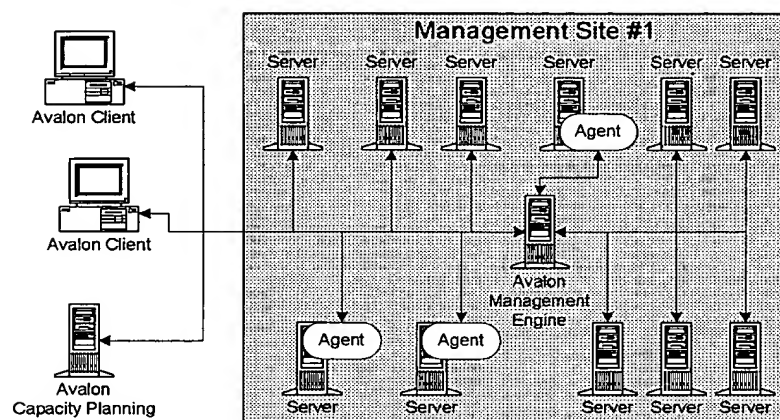 Management Site #1
Server Server Server Server Server Server
Agent
Avalon Client
Avalon Client
Avalon
Management
Engine
Agent Agent
Avalon
Capacity Planning
Server Server Server Server Server